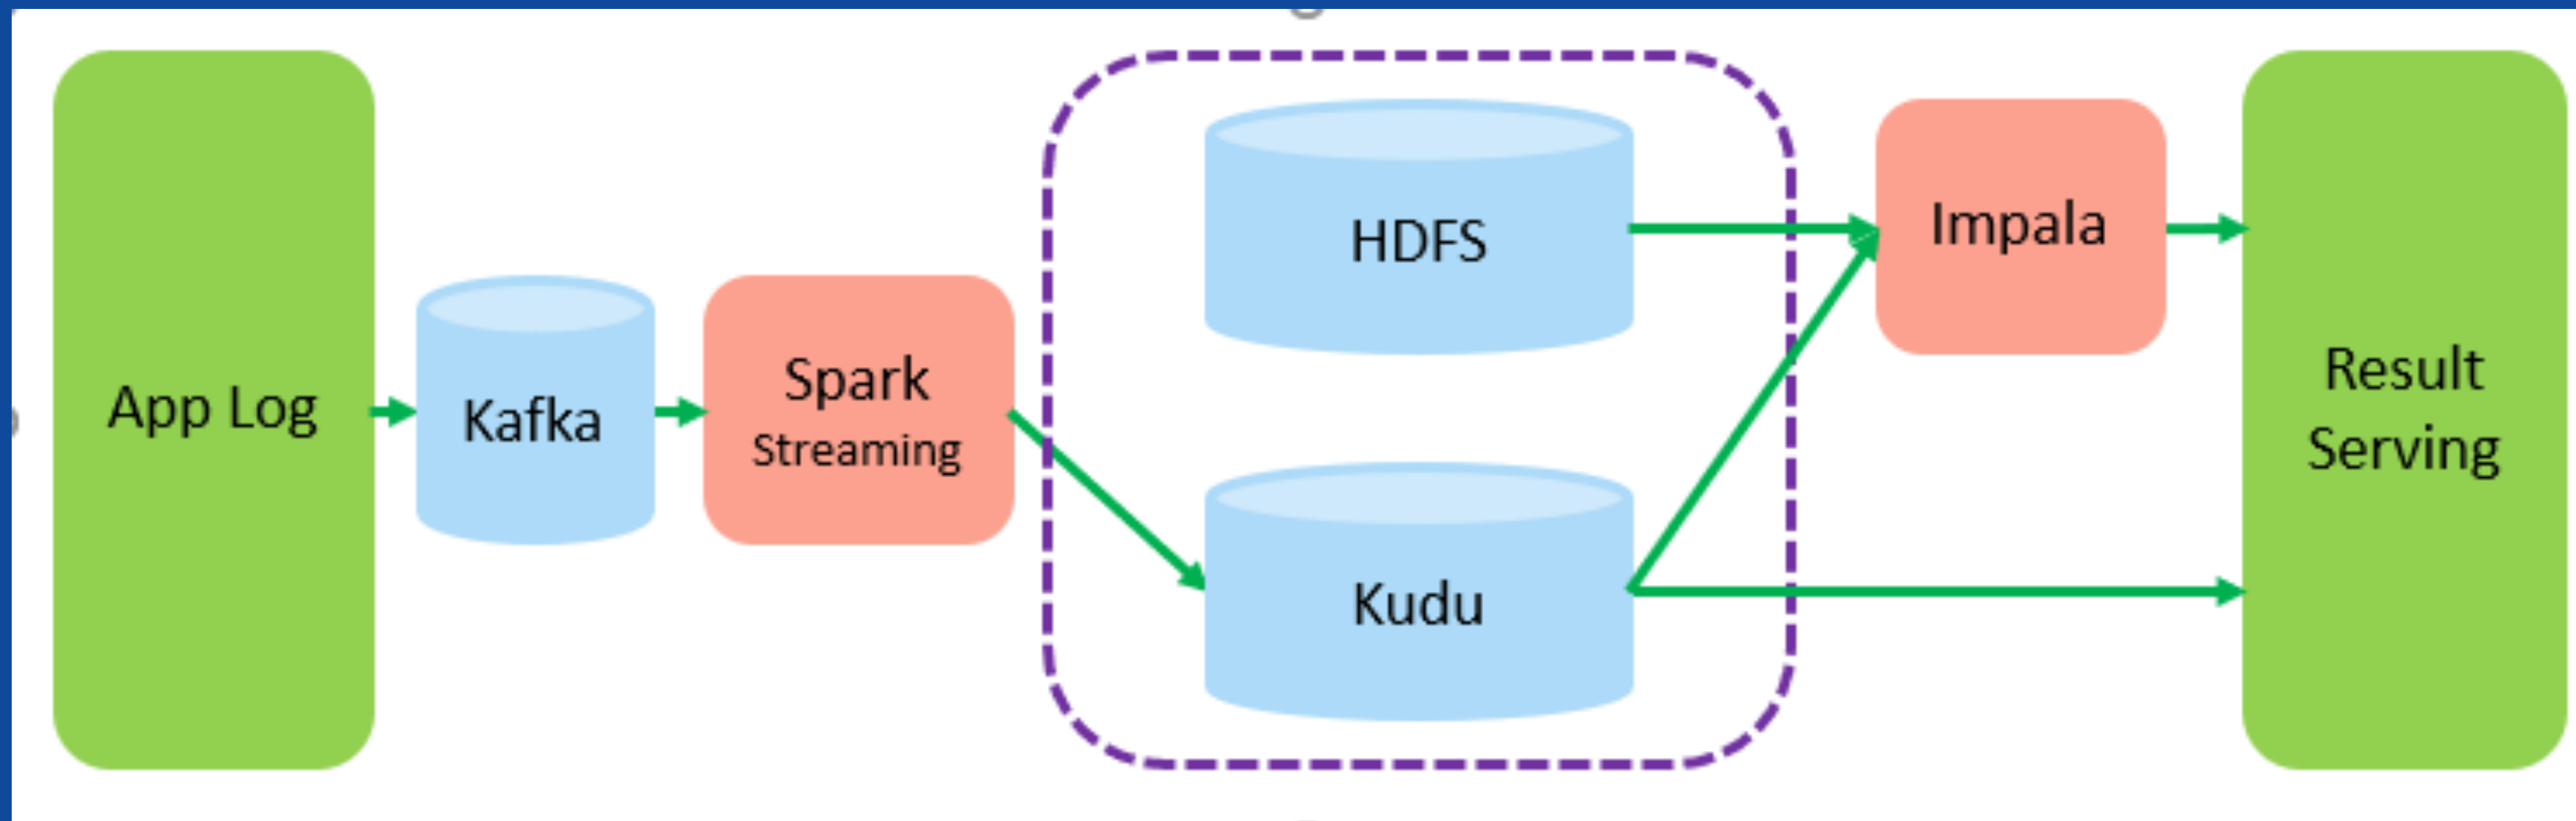 App Log
Kafka
Spark
Streaming
HDFS
Kudu
Impala
Result
Serving